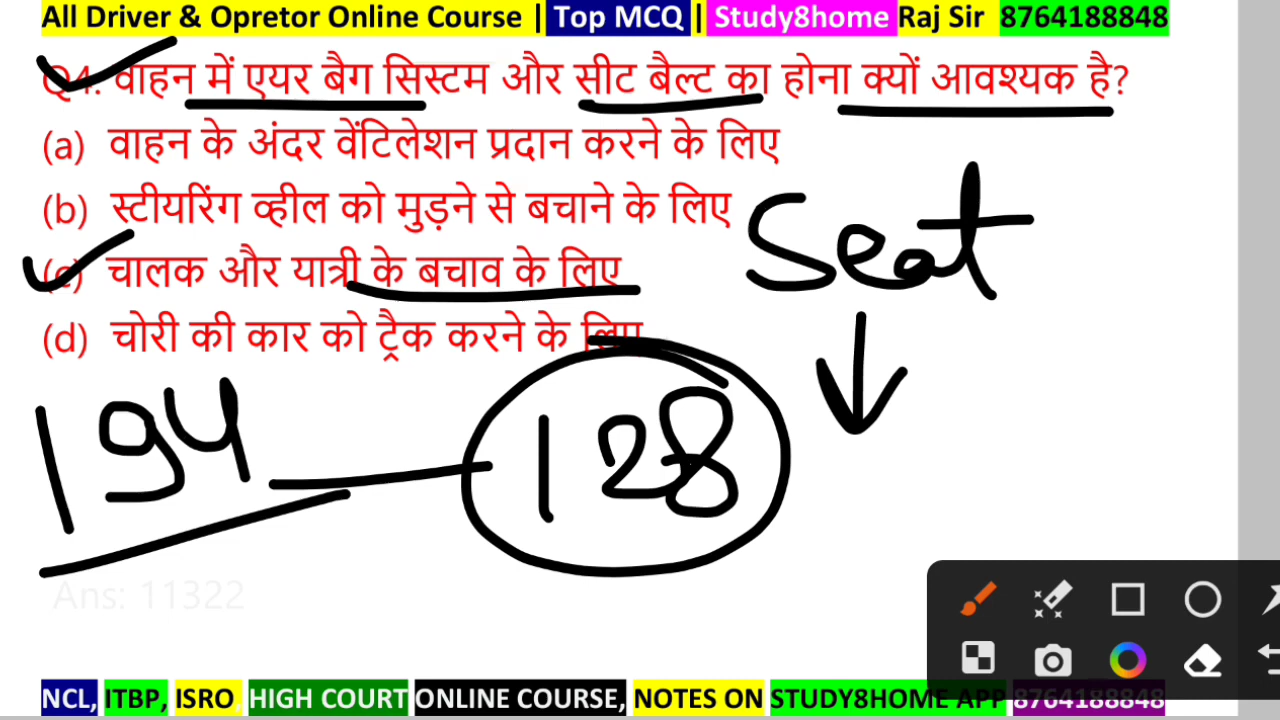 All Driver & Opretor Online Course | Top MCQ | Study8home Raj Sir 8764188848
Q4. वाहन में एयर बैग सिस्टम और सीट बैल्ट का होना क्यों आवश्यक है?
(a) वाहन के अंदर वेंटिलेशन प्रदान करने के लिए
(b) स्टीयरिंग व्हील को मुड़ने से बचाने के लिए
(c) चालक और यात्री के बचाव के लिए
(d) चोरी की कार को ट्रैक करने के लिए
Seat
194 128
Ans: 11322
NCL, ITBP, ISRO, HIGH COURT ONLINE COURSE, NOTES ON STUDY8HOME APP 8764188848